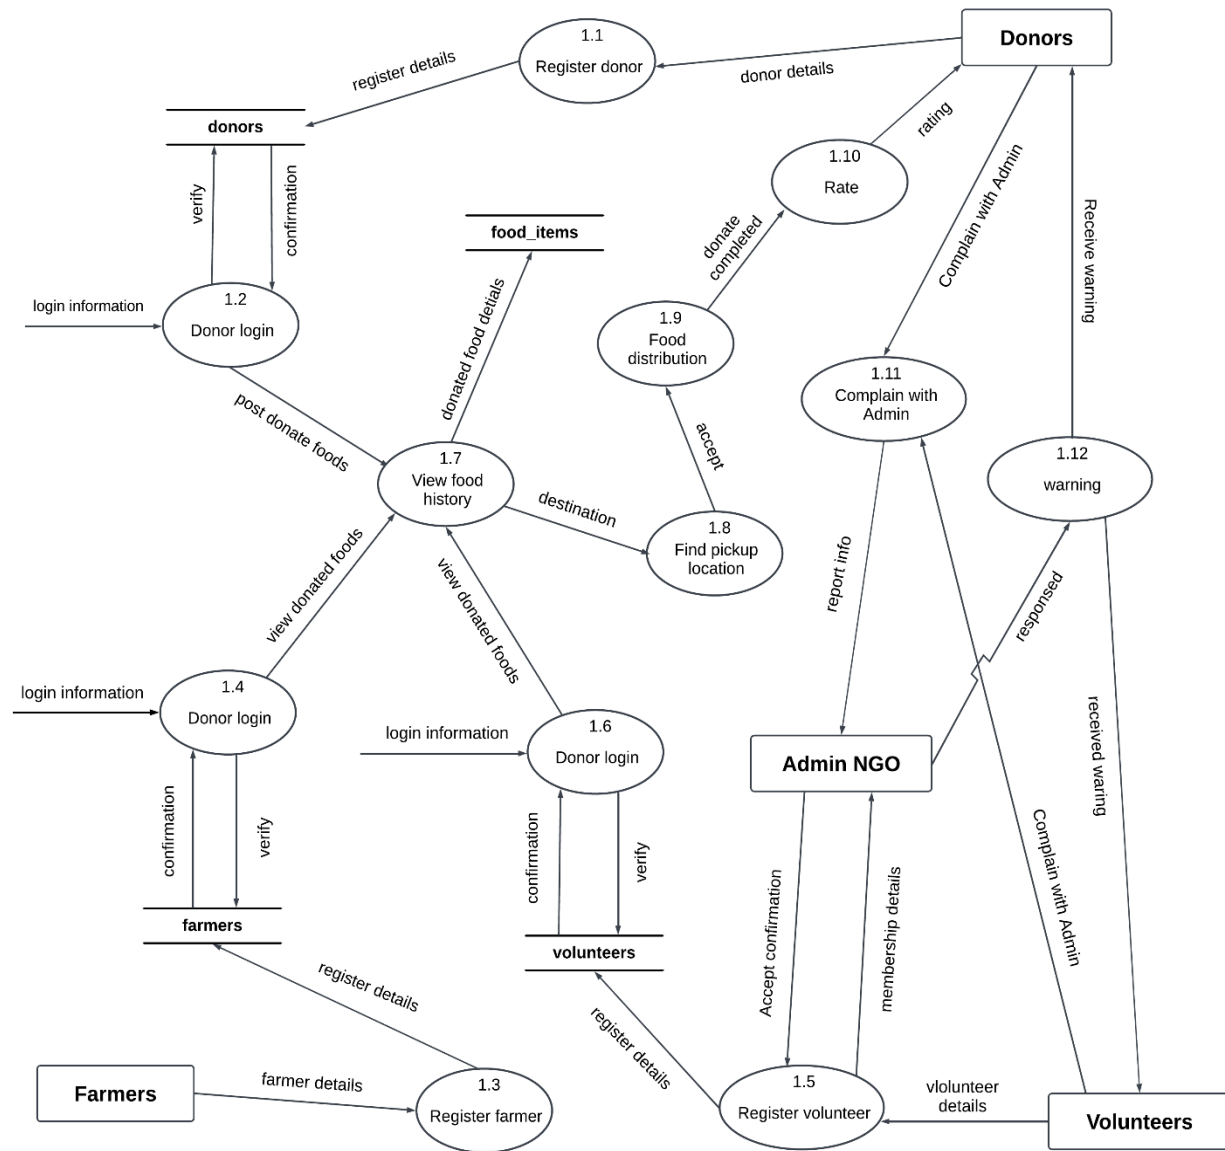 1.1
Register donor
Donors
register details
donor details
donors
rating
1.10
Rate
verify
confirmation
Complain with Admin
Receive warning
food_items
donate
completed
login information
1.2
Donor login
donated food detials
1.9
Food
distribution
1.11
Complain with
Admin
post donate foods
accept
1.7
View food
history
1.12
warning
destination
1.8
Find pickup
location
view donated foods
view donated foods
report info
responsed
login information
1.4
Donor login
login information
1.6
Donor login
Admin NGO
received waring
confirmation
verify
confirmation
verify
Complain with Admin
Accept confirmation
membership details
farmers
volunteers
register details
register details
Farmers
farmer details
1.3
Register farmer
1.5
Register volunteer
vlolunteer
details
Volunteers